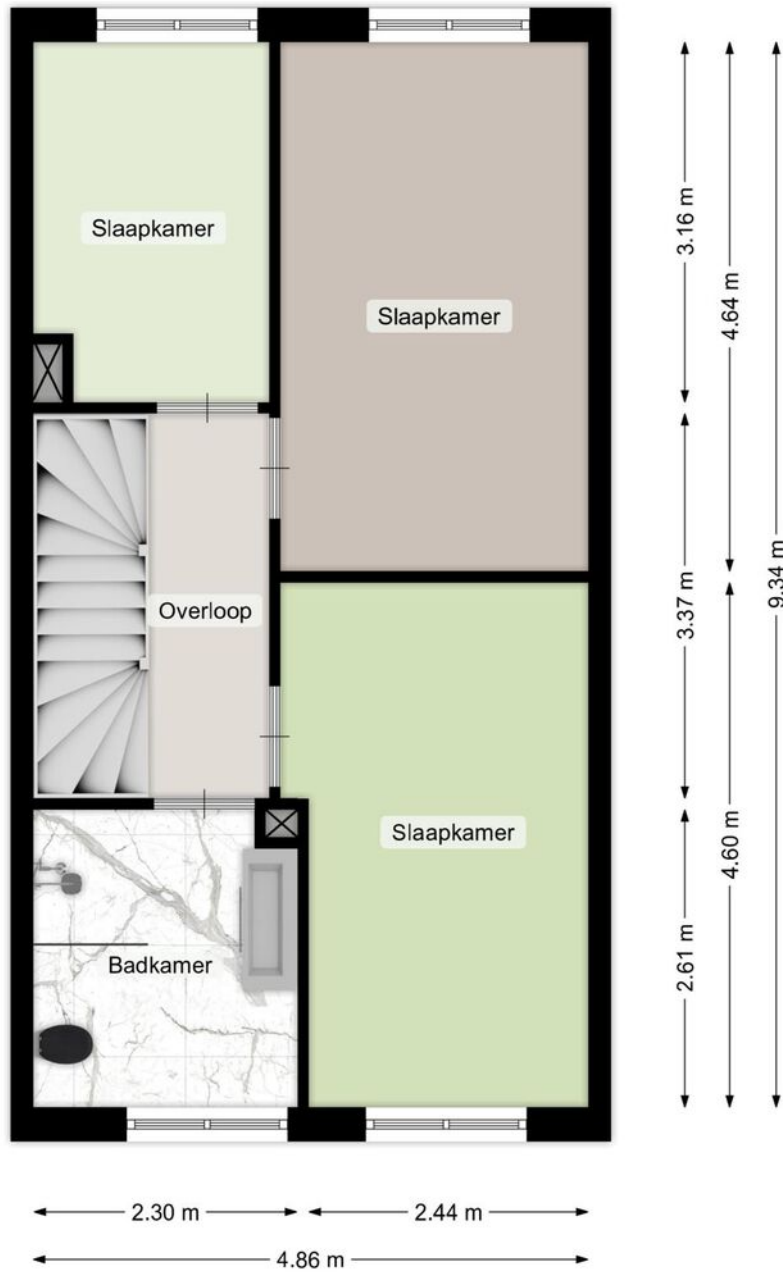 Slaapkamer
Slaapkamer
Overloop
Slaapkamer
Badkamer
3.16 m
4.64 m
3.37 m
9.34 m
4.60 m
2.61 m
2.30 m
2.44 m
4.86 m